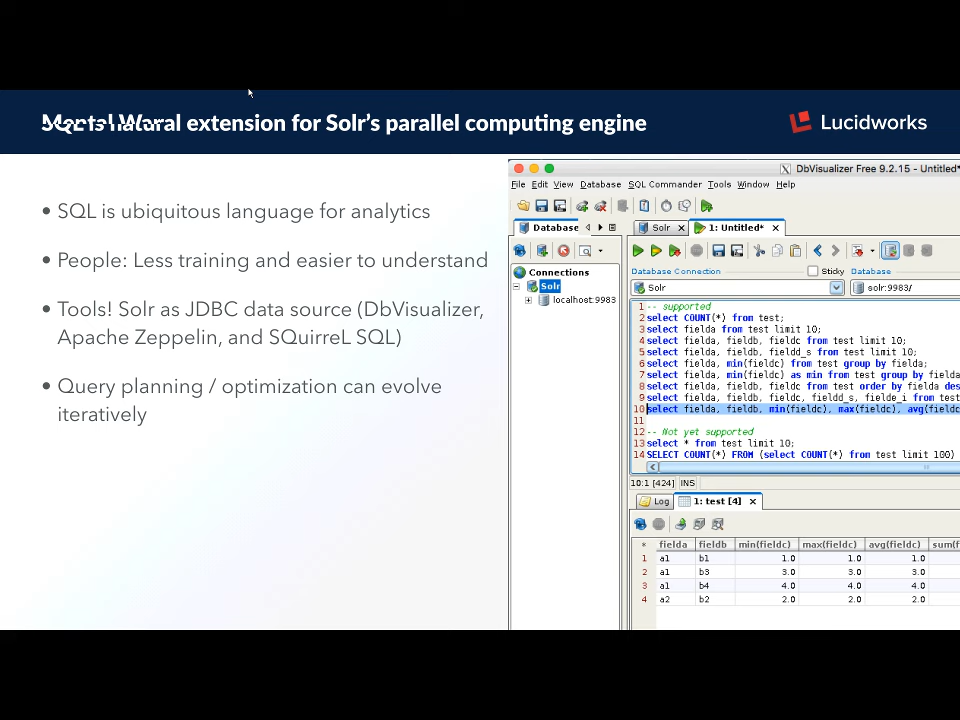 extension for Solr's parallel computing engine
Lucidworks
• SQL is ubiquitous language for analytics
• People: Less training and easier to understand
• Tools! Solr as JDBC data source (DbVisualizer,
Apache Zeppelin, and SQuirreL SQL)
• Query planning / optimization can evolve
iteratively
DbVisualizer Free 9.2.15 - Untitled*
File Edit View Database SQL Commander Tools Window Help
Database Solr 1: Untitled*
Connections
Solr
localhost:9983
Database Connection Sticky Database
Solr solr:9983/
1 -- supported
2 select COUNT(*) from test;
3 select fielda from test limit 10;
4 select fielda, fieldb, fieldc from test limit 10;
5 select fielda, fieldb, fieldd_s from test limit 10;
6 select fielda, min(fieldc) from test group by fielda;
7 select fielda, min(fieldc) as min from test group by fielda
8 select fielda, fieldb, fieldc from test order by fielda des
9 select fielda, fieldb, fieldc, fieldd_s, fielde_i from test
10 select fielda, fieldb, min(fieldc), max(fieldc), avg(fieldc
11
12 -- Not yet supported
13 select * from test limit 10;
14 SELECT COUNT(*) FROM (select COUNT(*) from test limit 100)
10:1 [424] INS
Log 1: test [4]
* fielda fieldb min(fieldc) max(fieldc) avg(fieldc) sum(f
1 a1 b1 1.0 1.0 1.0
2 a1 b3 3.0 3.0 3.0
3 a1 b4 4.0 4.0 4.0
4 a2 b2 2.0 2.0 2.0